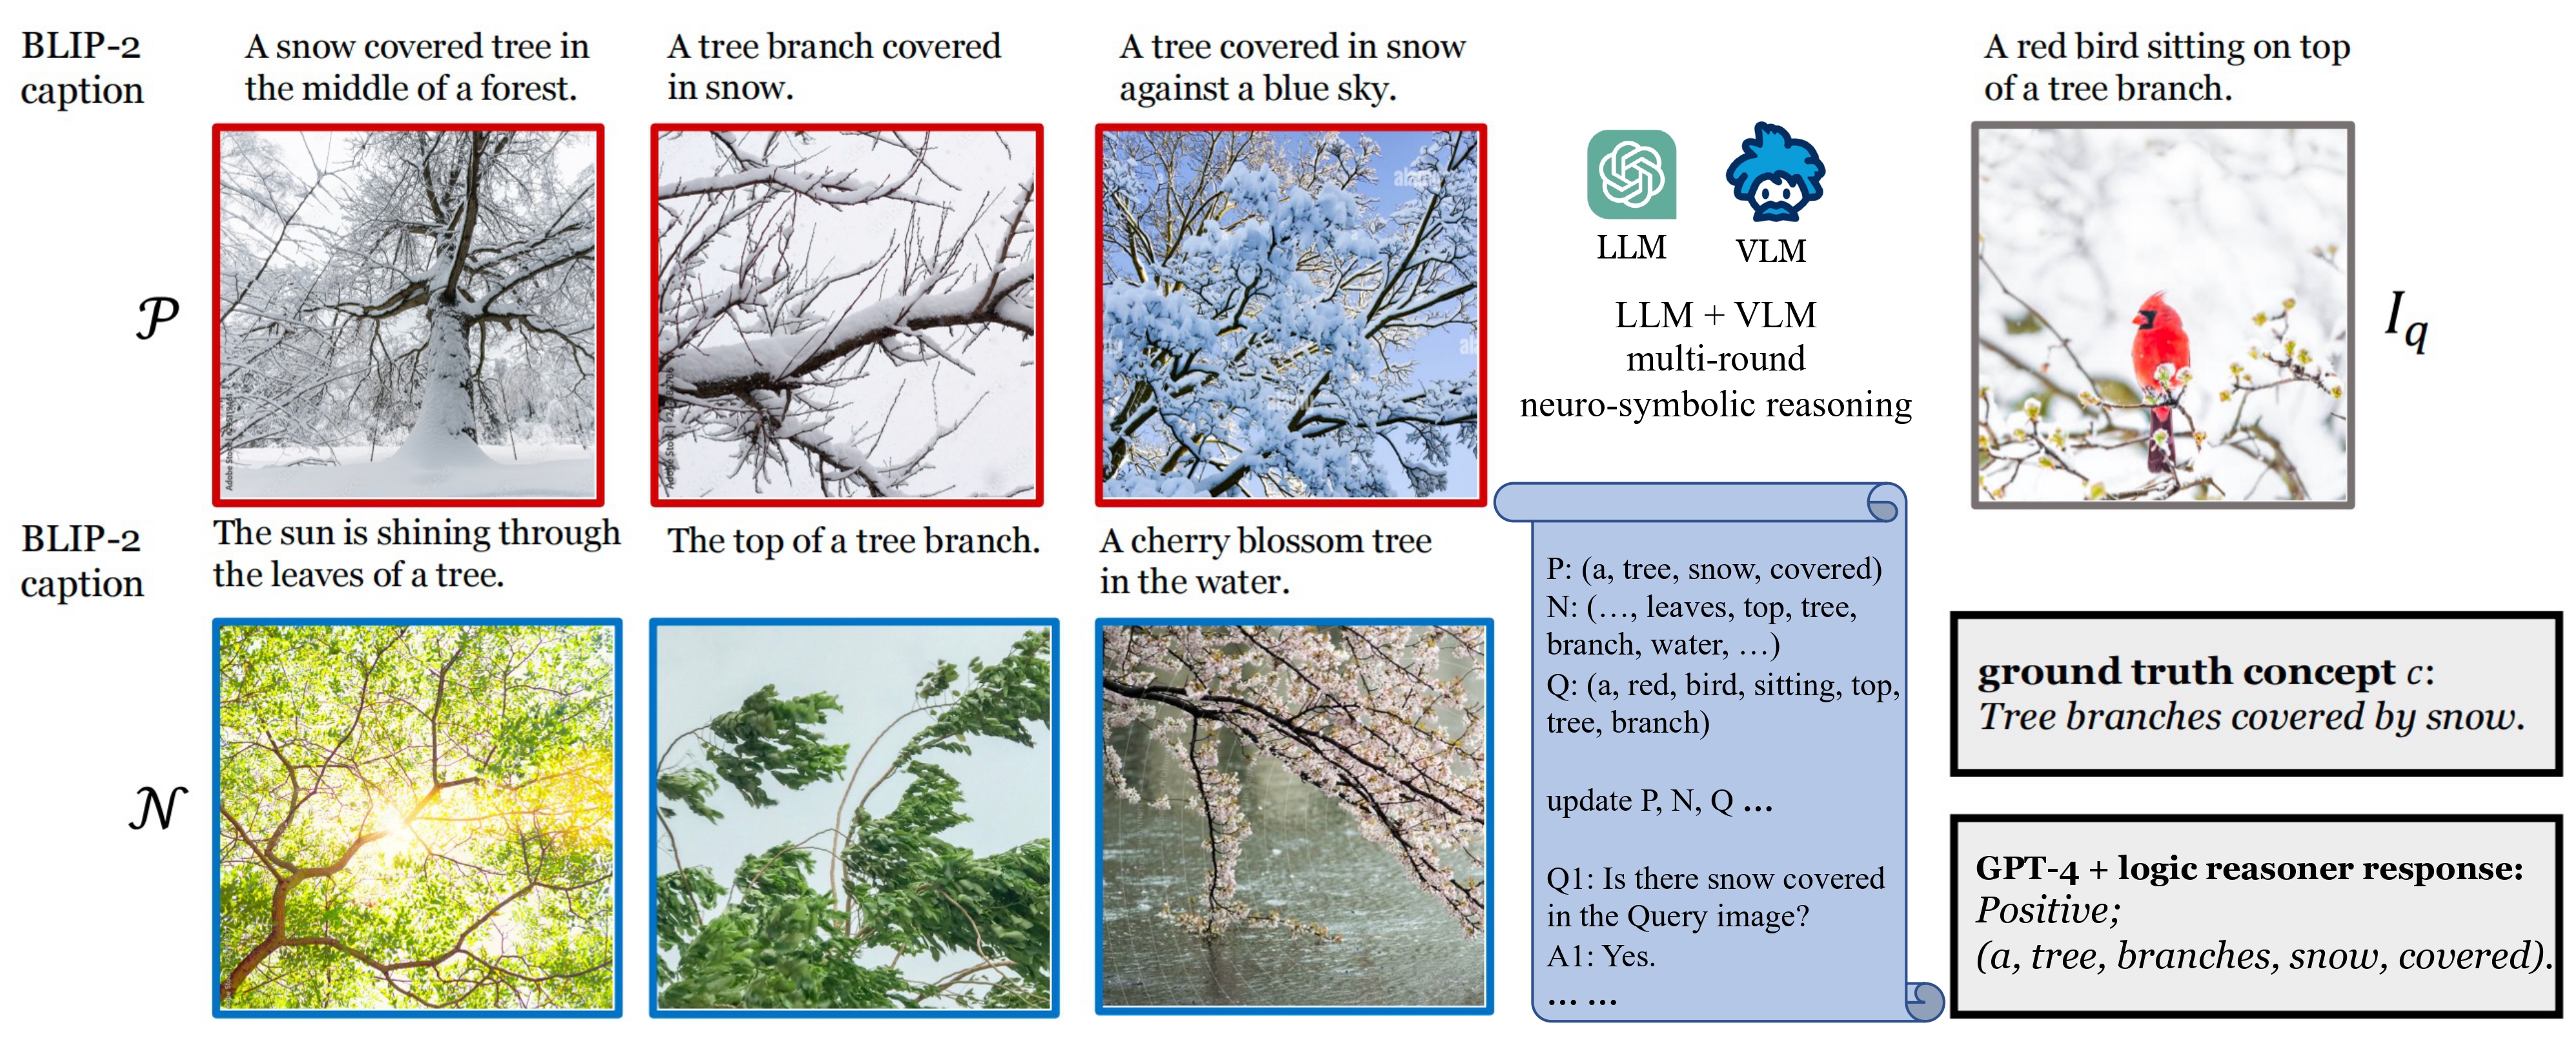 BLIP-2
caption
A snow covered tree in
the middle of a forest.
A tree branch covered
in snow.
A tree covered in snow
against a blue sky.
A red bird sitting on top
of a tree branch.
LLM
VLM
LLM + VLM
multi-round
neuro-symbolic reasoning
𝒫
I_q
Adobe Stock
alamy
BLIP-2
caption
The sun is shining through
the leaves of a tree.
The top of a tree branch.
A cherry blossom tree
in the water.
𝒩
P: (a, tree, snow, covered)
N: (…, leaves, top, tree,
branch, water, …)
Q: (a, red, bird, sitting, top,
tree, branch)
update P, N, Q ...
Q1: Is there snow covered
in the Query image?
A1: Yes.
... ...
ground truth concept c:
Tree branches covered by snow.
GPT-4 + logic reasoner response:
Positive;
(a, tree, branches, snow, covered).